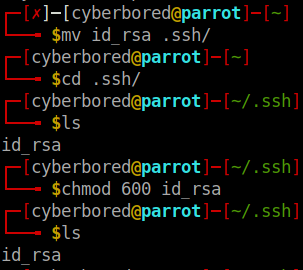 ┌─[✗]─[cyberbored@parrot]─[~]
└──╼ $mv id_rsa .ssh/
┌─[cyberbored@parrot]─[~]
└──╼ $cd .ssh/
┌─[cyberbored@parrot]─[~/.ssh]
└──╼ $ls
id_rsa
┌─[cyberbored@parrot]─[~/.ssh]
└──╼ $chmod 600 id_rsa
┌─[cyberbored@parrot]─[~/.ssh]
└──╼ $ls
id_rsa